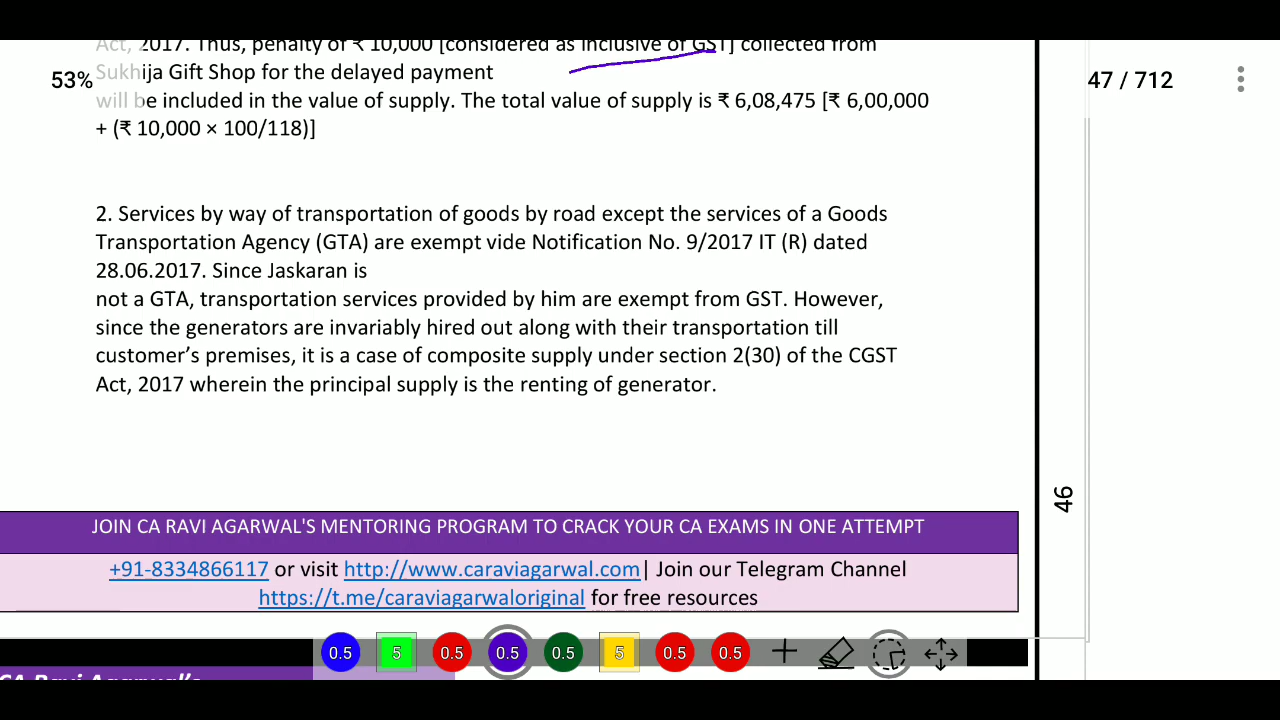 Act, 2017. Thus, penalty of ₹ 10,000 [considered as inclusive of GST] collected from
53%
47 / 712
Sukhija Gift Shop for the delayed payment
will be included in the value of supply. The total value of supply is ₹ 6,08,475 [₹ 6,00,000
+ (₹ 10,000 × 100/118)]
2. Services by way of transportation of goods by road except the services of a Goods
Transportation Agency (GTA) are exempt vide Notification No. 9/2017 IT (R) dated
28.06.2017. Since Jaskaran is
not a GTA, transportation services provided by him are exempt from GST. However,
since the generators are invariably hired out along with their transportation till
customer's premises, it is a case of composite supply under section 2(30) of the CGST
Act, 2017 wherein the principal supply is the renting of generator.
46
JOIN CA RAVI AGARWAL'S MENTORING PROGRAM TO CRACK YOUR CA EXAMS IN ONE ATTEMPT
+91-8334866117 or visit http://www.caraviagarwal.com| Join our Telegram Channel
https://t.me/caraviagarwaloriginal for free resources
0.5 5 0.5 0.5 0.5 5 0.5 0.5
CA Ravi Agarwal's